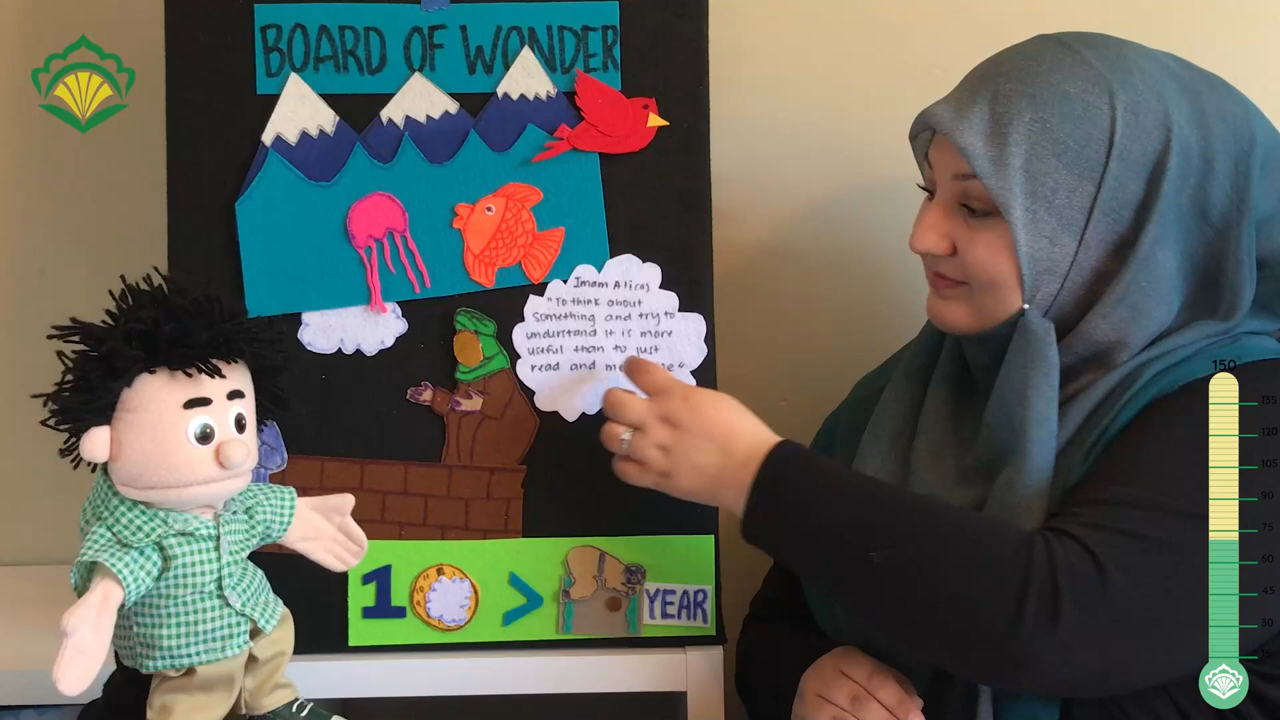 BOARD OF WONDER
Imam Ali(as)
"To think about
something and try to
understand it is more
useful than to just
read and me
1 > YEAR
150
135
120
105
90
75
60
45
30